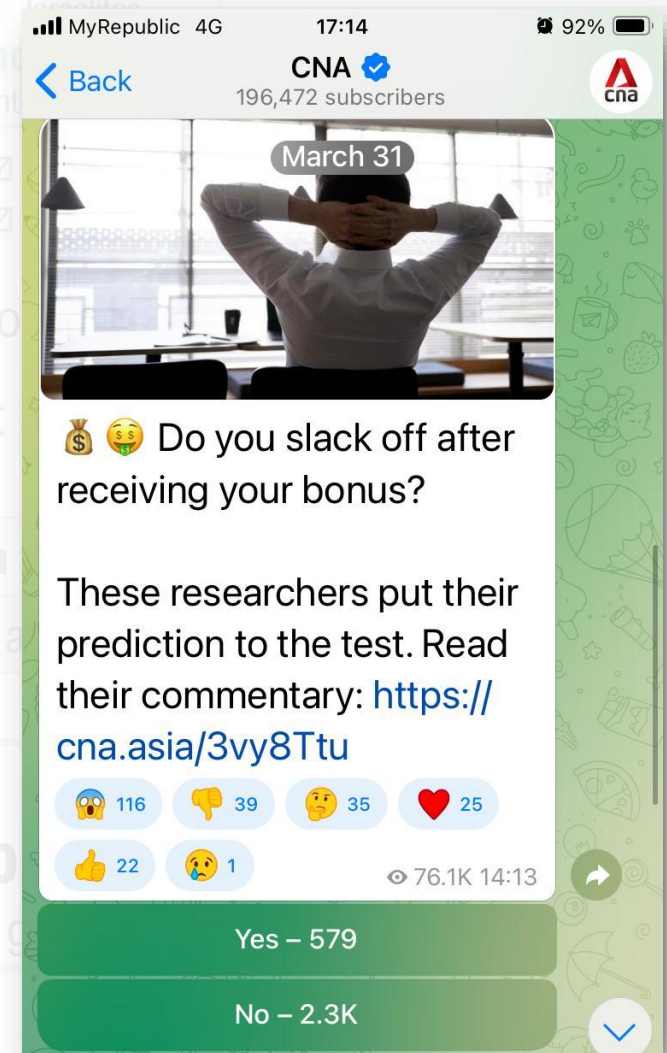 MyRepublic 4G 17:14 92%
Back CNA
196,472 subscribers
cna
March 31
💰 🤑 Do you slack off after
receiving your bonus?
These researchers put their
prediction to the test. Read
their commentary: https://
cna.asia/3vy8Ttu
😱 116 👎 39 🤔 35 ❤️ 25
👍 22 😢 1 76.1K 14:13
Yes – 579
No – 2.3K